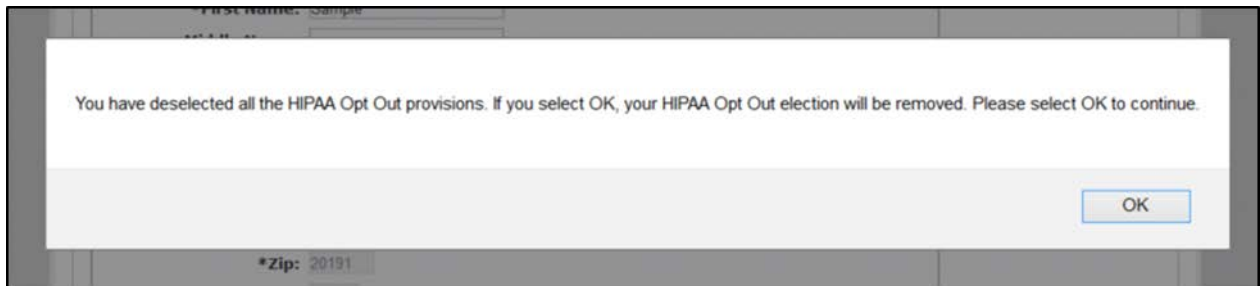 *First Name: Sample
You have deselected all the HIPAA Opt Out provisions. If you select OK, your HIPAA Opt Out election will be removed. Please select OK to continue.
OK
*Zip: 20191